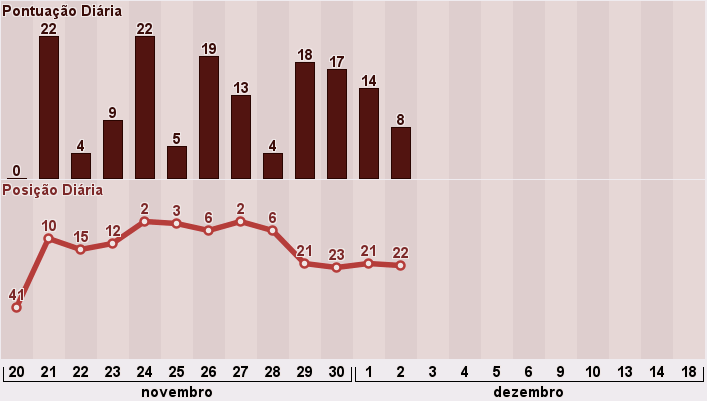 Pontuação Diária
0 22 4 9 22 5 19 13 4 18 17 14 8
Posição Diária
41 10 15 12 2 3 6 2 6 21 23 21 22
20 21 22 23 24 25 26 27 28 29 30 1 2 3 4 5 6 9 10 13 14 18
novembro dezembro